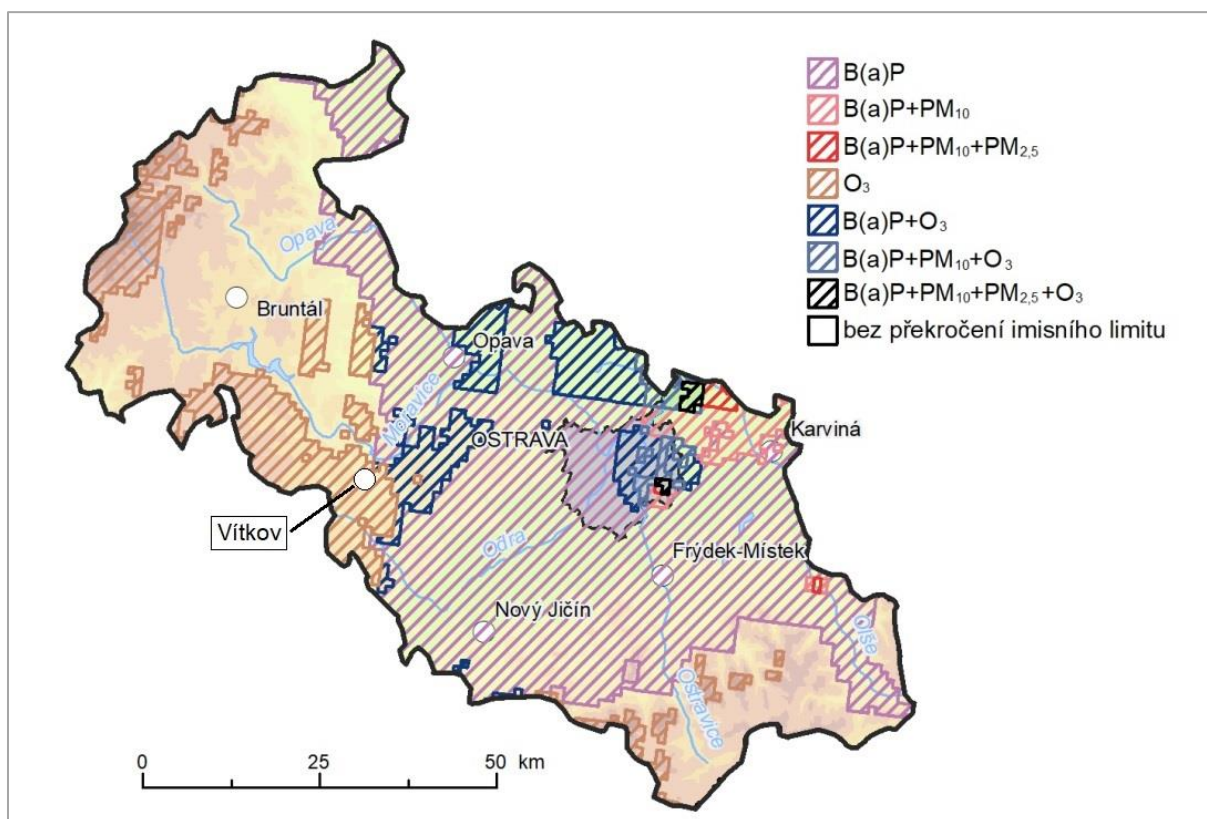 B(a)P
B(a)P+PM₁₀
B(a)P+PM₁₀+PM₂,₅
O₃
B(a)P+O₃
B(a)P+PM₁₀+O₃
B(a)P+PM₁₀+PM₂,₅+O₃
bez překročení imisního limitu
Opava
Bruntál
Opava
Moravice
OSTRAVA
Karviná
Vítkov
Odra
Frýdek-Místek
Nový Jičín
Olše
Ostravice
0 25 50 km